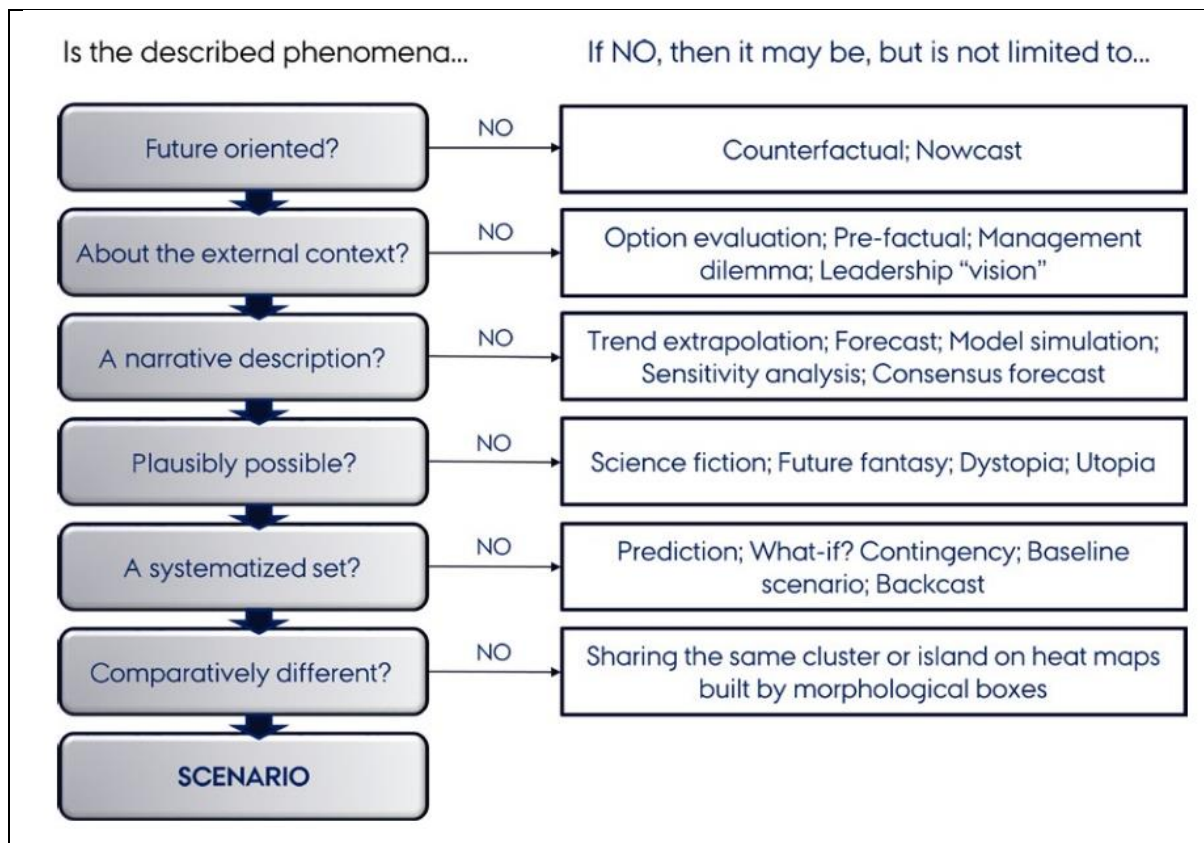 Is the described phenomena...
If NO, then it may be, but is not limited to...
Future oriented?
NO
Counterfactual; Nowcast
About the external context?
NO
Option evaluation; Pre-factual; Management
dilemma; Leadership “vision”
A narrative description?
NO
Trend extrapolation; Forecast; Model simulation;
Sensitivity analysis; Consensus forecast
Plausibly possible?
NO
Science fiction; Future fantasy; Dystopia; Utopia
A systematized set?
NO
Prediction; What-if? Contingency; Baseline
scenario; Backcast
Comparatively different?
NO
Sharing the same cluster or island on heat maps
built by morphological boxes
SCENARIO